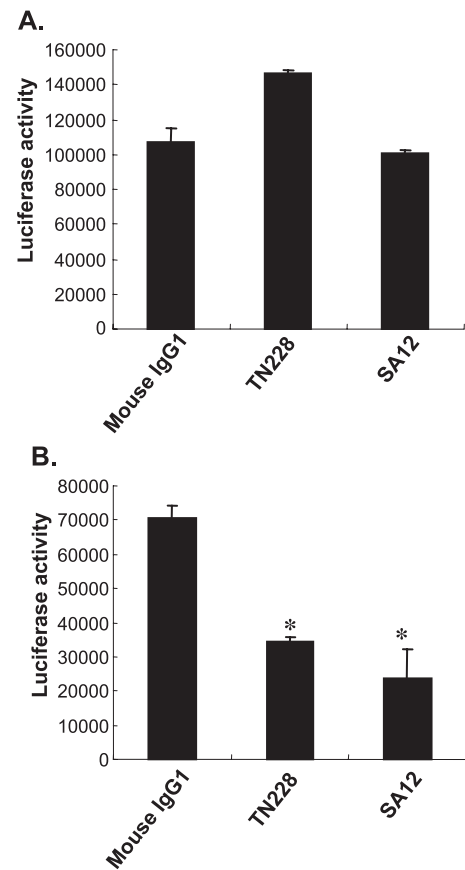 A.
Luciferase activity
160000
140000
120000
100000
80000
60000
40000
20000
0
Mouse IgG1
TN228
SA12
B.
Luciferase activity
80000
70000
60000
50000
40000
30000
20000
10000
0
*
*
Mouse IgG1
TN228
SA12